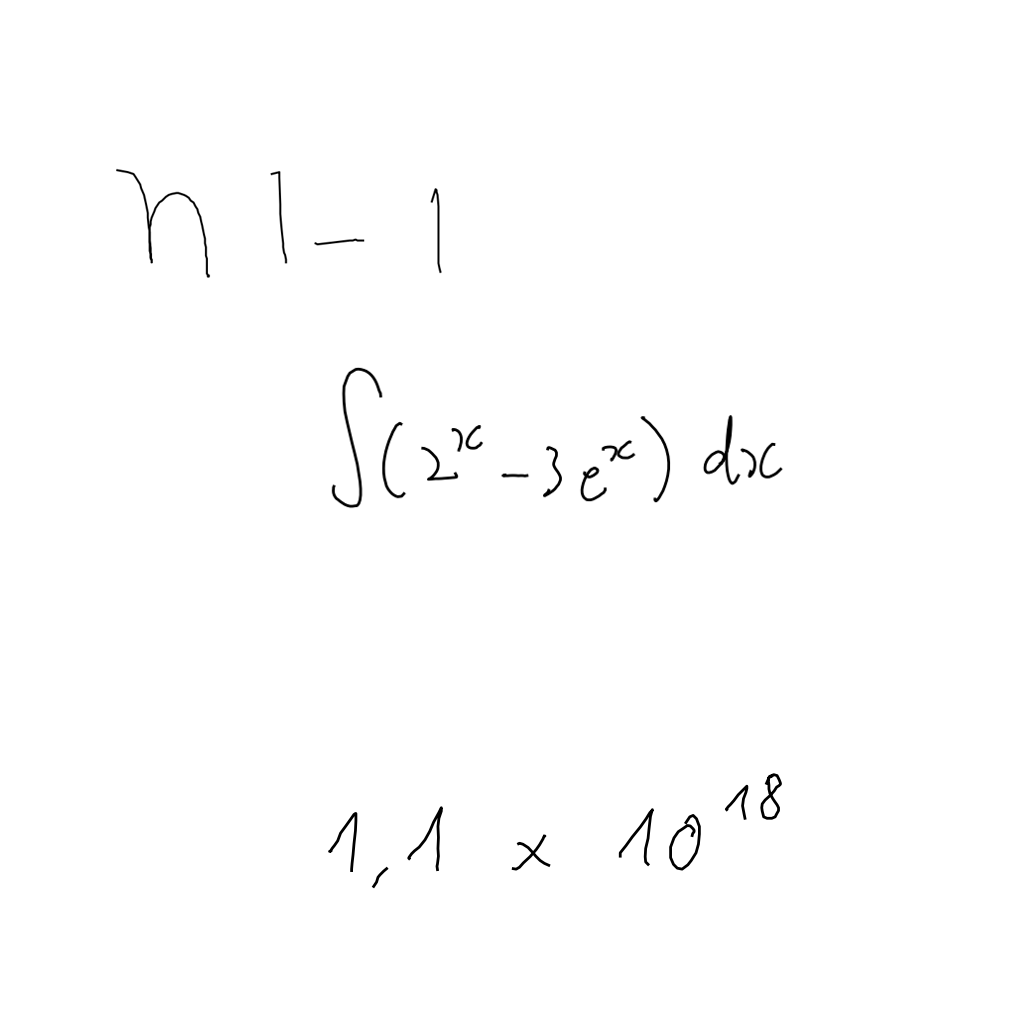 n 1 - 1
∫(2^x - 3e^x) dx
1,1 × 10^18